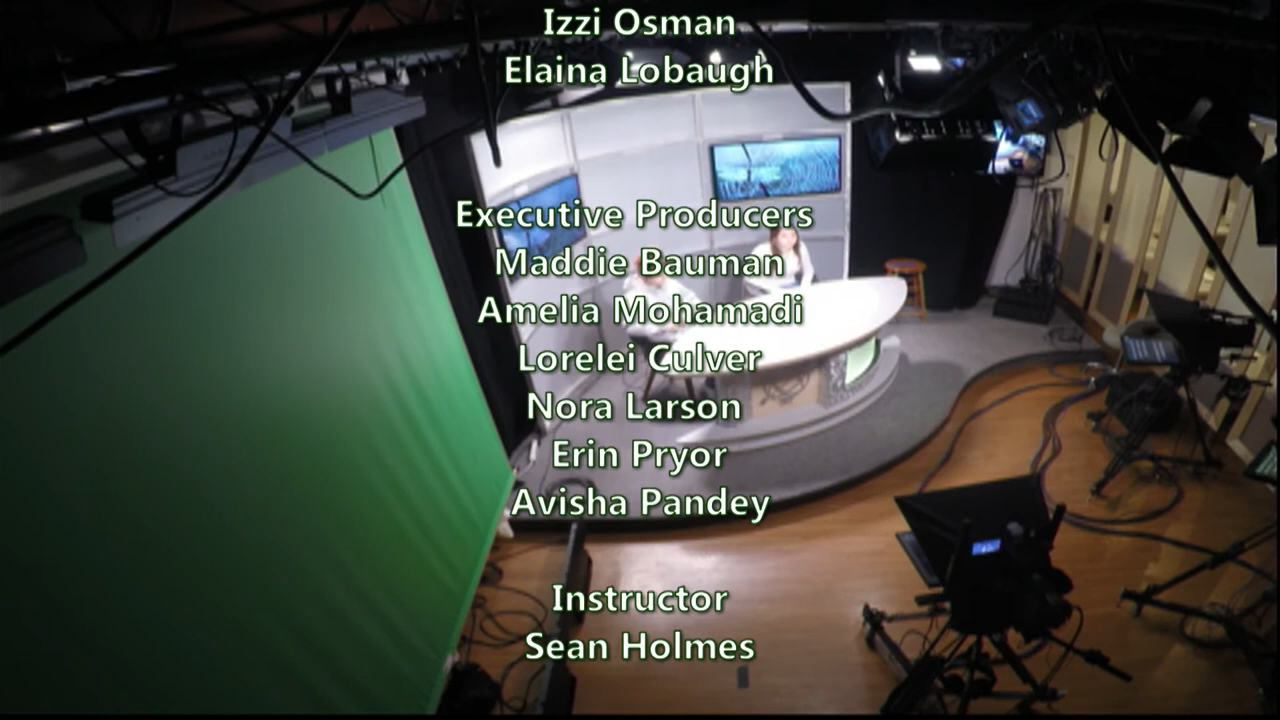 Izzi Osman
Elaina Lobaugh
Executive Producers
Maddie Bauman
Amelia Mohamadi
Lorelei Culver
Nora Larson
Erin Pryor
Avisha Pandey
Instructor
Sean Holmes